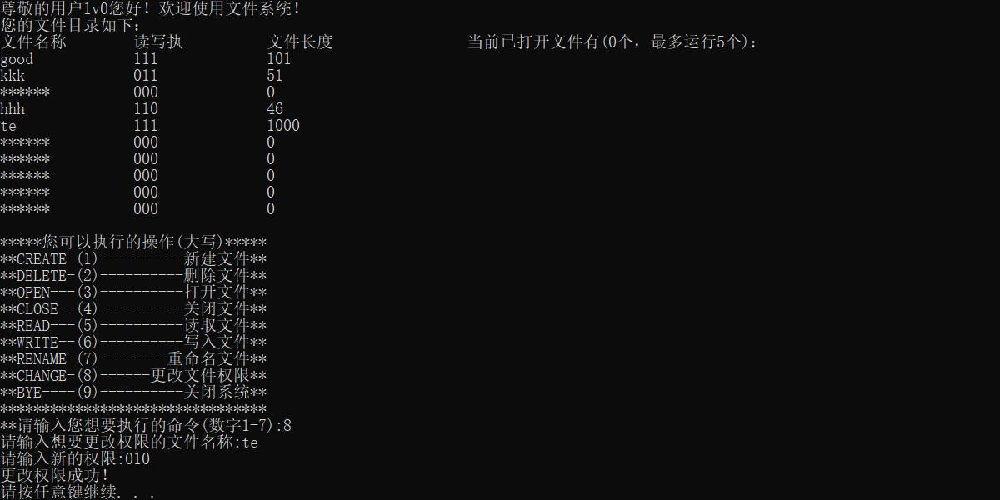 尊敬的用户lv0您好！欢迎使用文件系统！
您的文件目录如下：
文件名称 读写执 文件长度 当前已打开文件有(0个，最多运行5个)：
good 111 101
kkk 011 51
****** 000 0
hhh 110 46
te 111 1000
****** 000 0
****** 000 0
****** 000 0
****** 000 0
****** 000 0
*****您可以执行的操作(大写)*****
**CREATE-(1)----------新建文件**
**DELETE-(2)----------删除文件**
**OPEN---(3)----------打开文件**
**CLOSE--(4)----------关闭文件**
**READ---(5)----------读取文件**
**WRITE--(6)----------写入文件**
**RENAME-(7)--------重命名文件**
**CHANGE-(8)------更改文件权限**
**BYE----(9)----------关闭系统**
********************************
**请输入您想要执行的命令(数字1-7):8
请输入想要更改权限的文件名称:te
请输入新的权限:010
更改权限成功！
请按任意键继续. . .